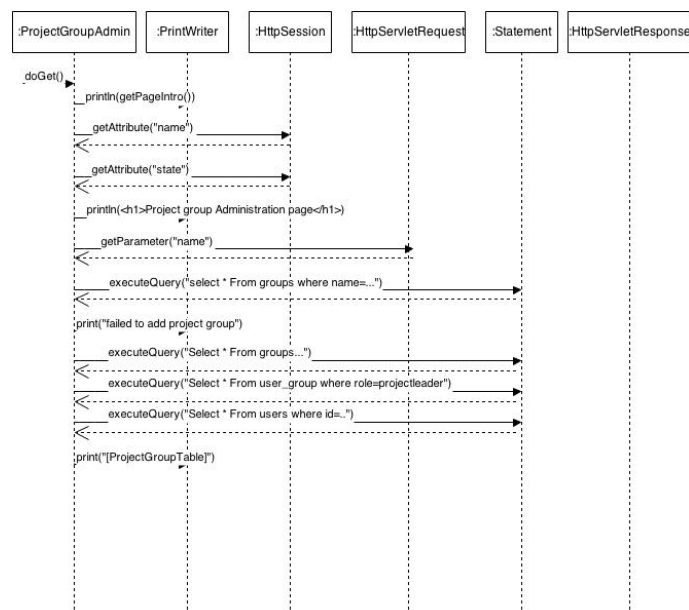 :ProjectGroupAdmin :PrintWriter :HttpSession :HttpServletRequest :Statement :HttpServletResponse
doGet()
println(getPageIntro())
getAttribute("name")
getAttribute("state")
println(<h1>Project group Administration page</h1>)
getParameter("name")
executeQuery("select * From groups where name=...")
print("failed to add project group")
executeQuery("Select * From groups...")
executeQuery("Select * From user_group where role=projectleader")
executeQuery("Select * From users where id=..")
print("[ProjectGroupTable]")